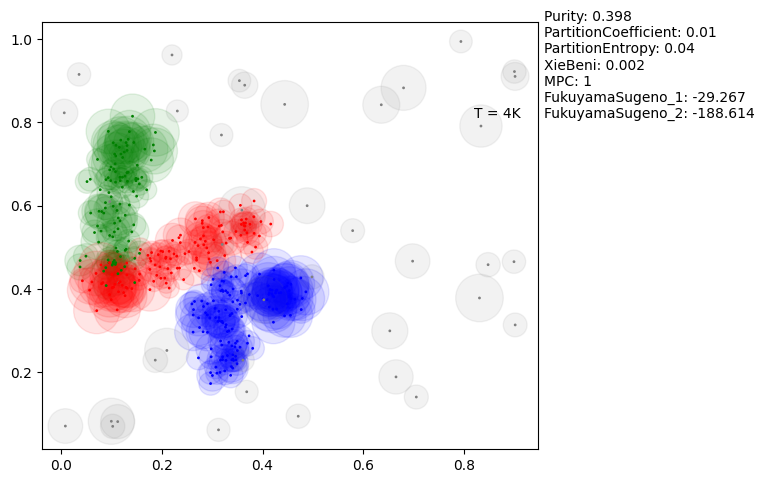 Purity: 0.398
PartitionCoefficient: 0.01
PartitionEntropy: 0.04
XieBeni: 0.002
MPC: 1
FukuyamaSugeno_1: -29.267
FukuyamaSugeno_2: -188.614
T = 4K
1.0
0.8
0.6
0.4
0.2
0.0 0.2 0.4 0.6 0.8